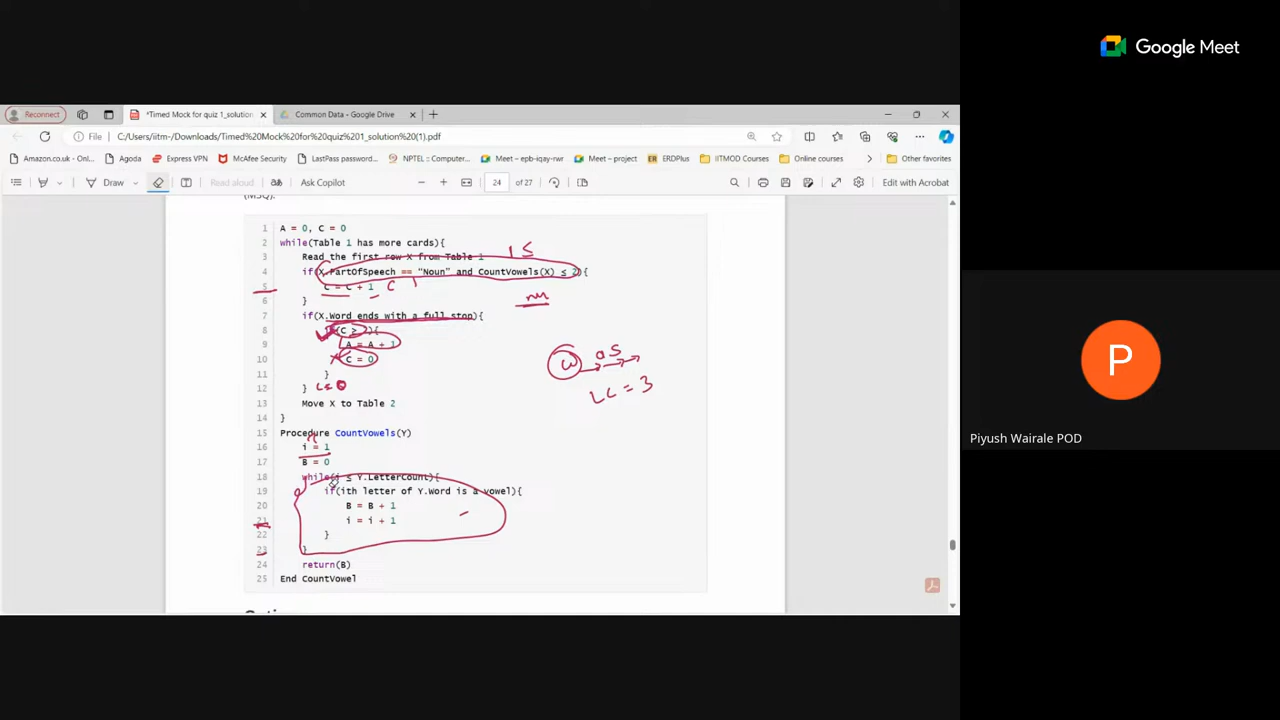 Google Meet
Reconnect
*Timed Mock for quiz 1_solution
Common Data - Google Drive
File
C:/Users/iitm-/Downloads/Timed%20Mock%20for%20quiz%201_solution%20(1).pdf
Amazon.co.uk - Onl...
Agoda
Express VPN
McAfee Security
LastPass password...
NPTEL :: Computer...
Meet – epb-iqay-rwr
Meet – project
ERDPlus
IITMOD Courses
Online courses
Other favorites
Draw
Read aloud
Ask Copilot
24 of 27
Edit with Acrobat
(MSQ).
1 A = 0, C = 0
2 while(Table 1 has more cards){
3 Read the first row X from Table 1
1 ≤
4 if(X.PartOfSpeech == "Noun" and CountVowels(X) ≤ 2){
5 C = C + 1
C 1
6 }
7 if(X.Word ends with a full stop){
8 (C > ){
9 A = A + 1
10 C = 0
11 }
12 }
13 Move X to Table 2
14 }
W
a s
LC = 3
15 Procedure CountVowels(Y)
16 i = 1
17 B = 0
18 while(i ≤ Y.LetterCount){
19 if(ith letter of Y.Word is a vowel){
20 B = B + 1
21 i = i + 1
22 }
23 }
24 return(B)
25 End CountVowel
P
Piyush Wairale POD